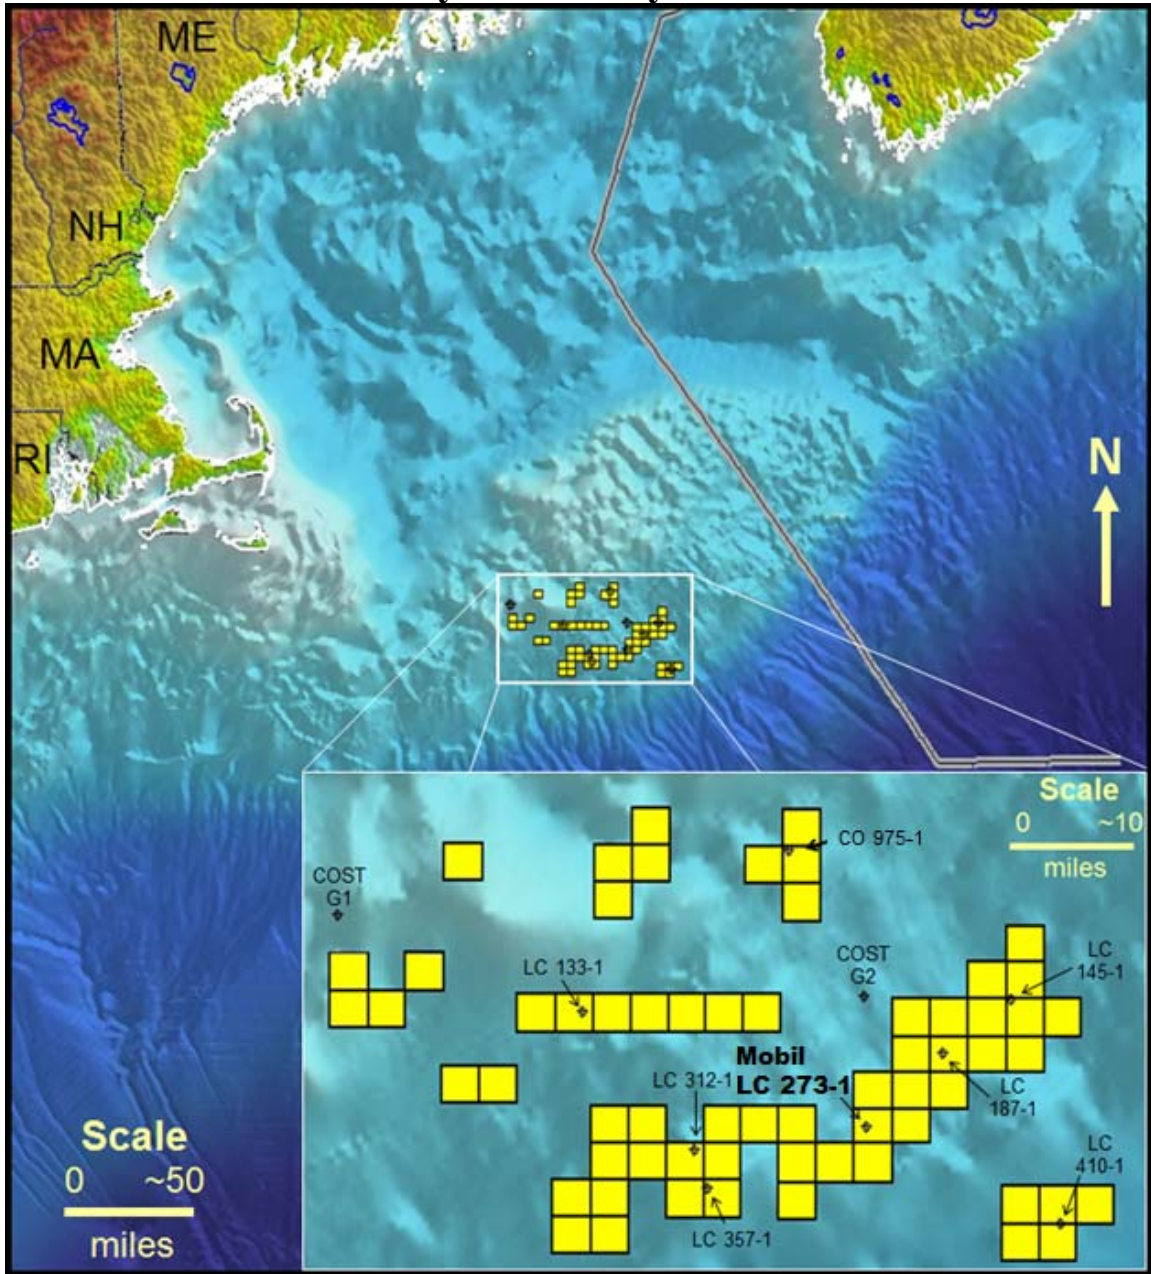 ME
NH
MA
RI
N
Scale
0 ~10
miles
CO 975-1
COST
G1
LC 133-1
COST
G2
LC
145-1
Mobil
LC 312-1
LC 273-1
LC
187-1
LC
410-1
LC 357-1
Scale
0 ~50
miles